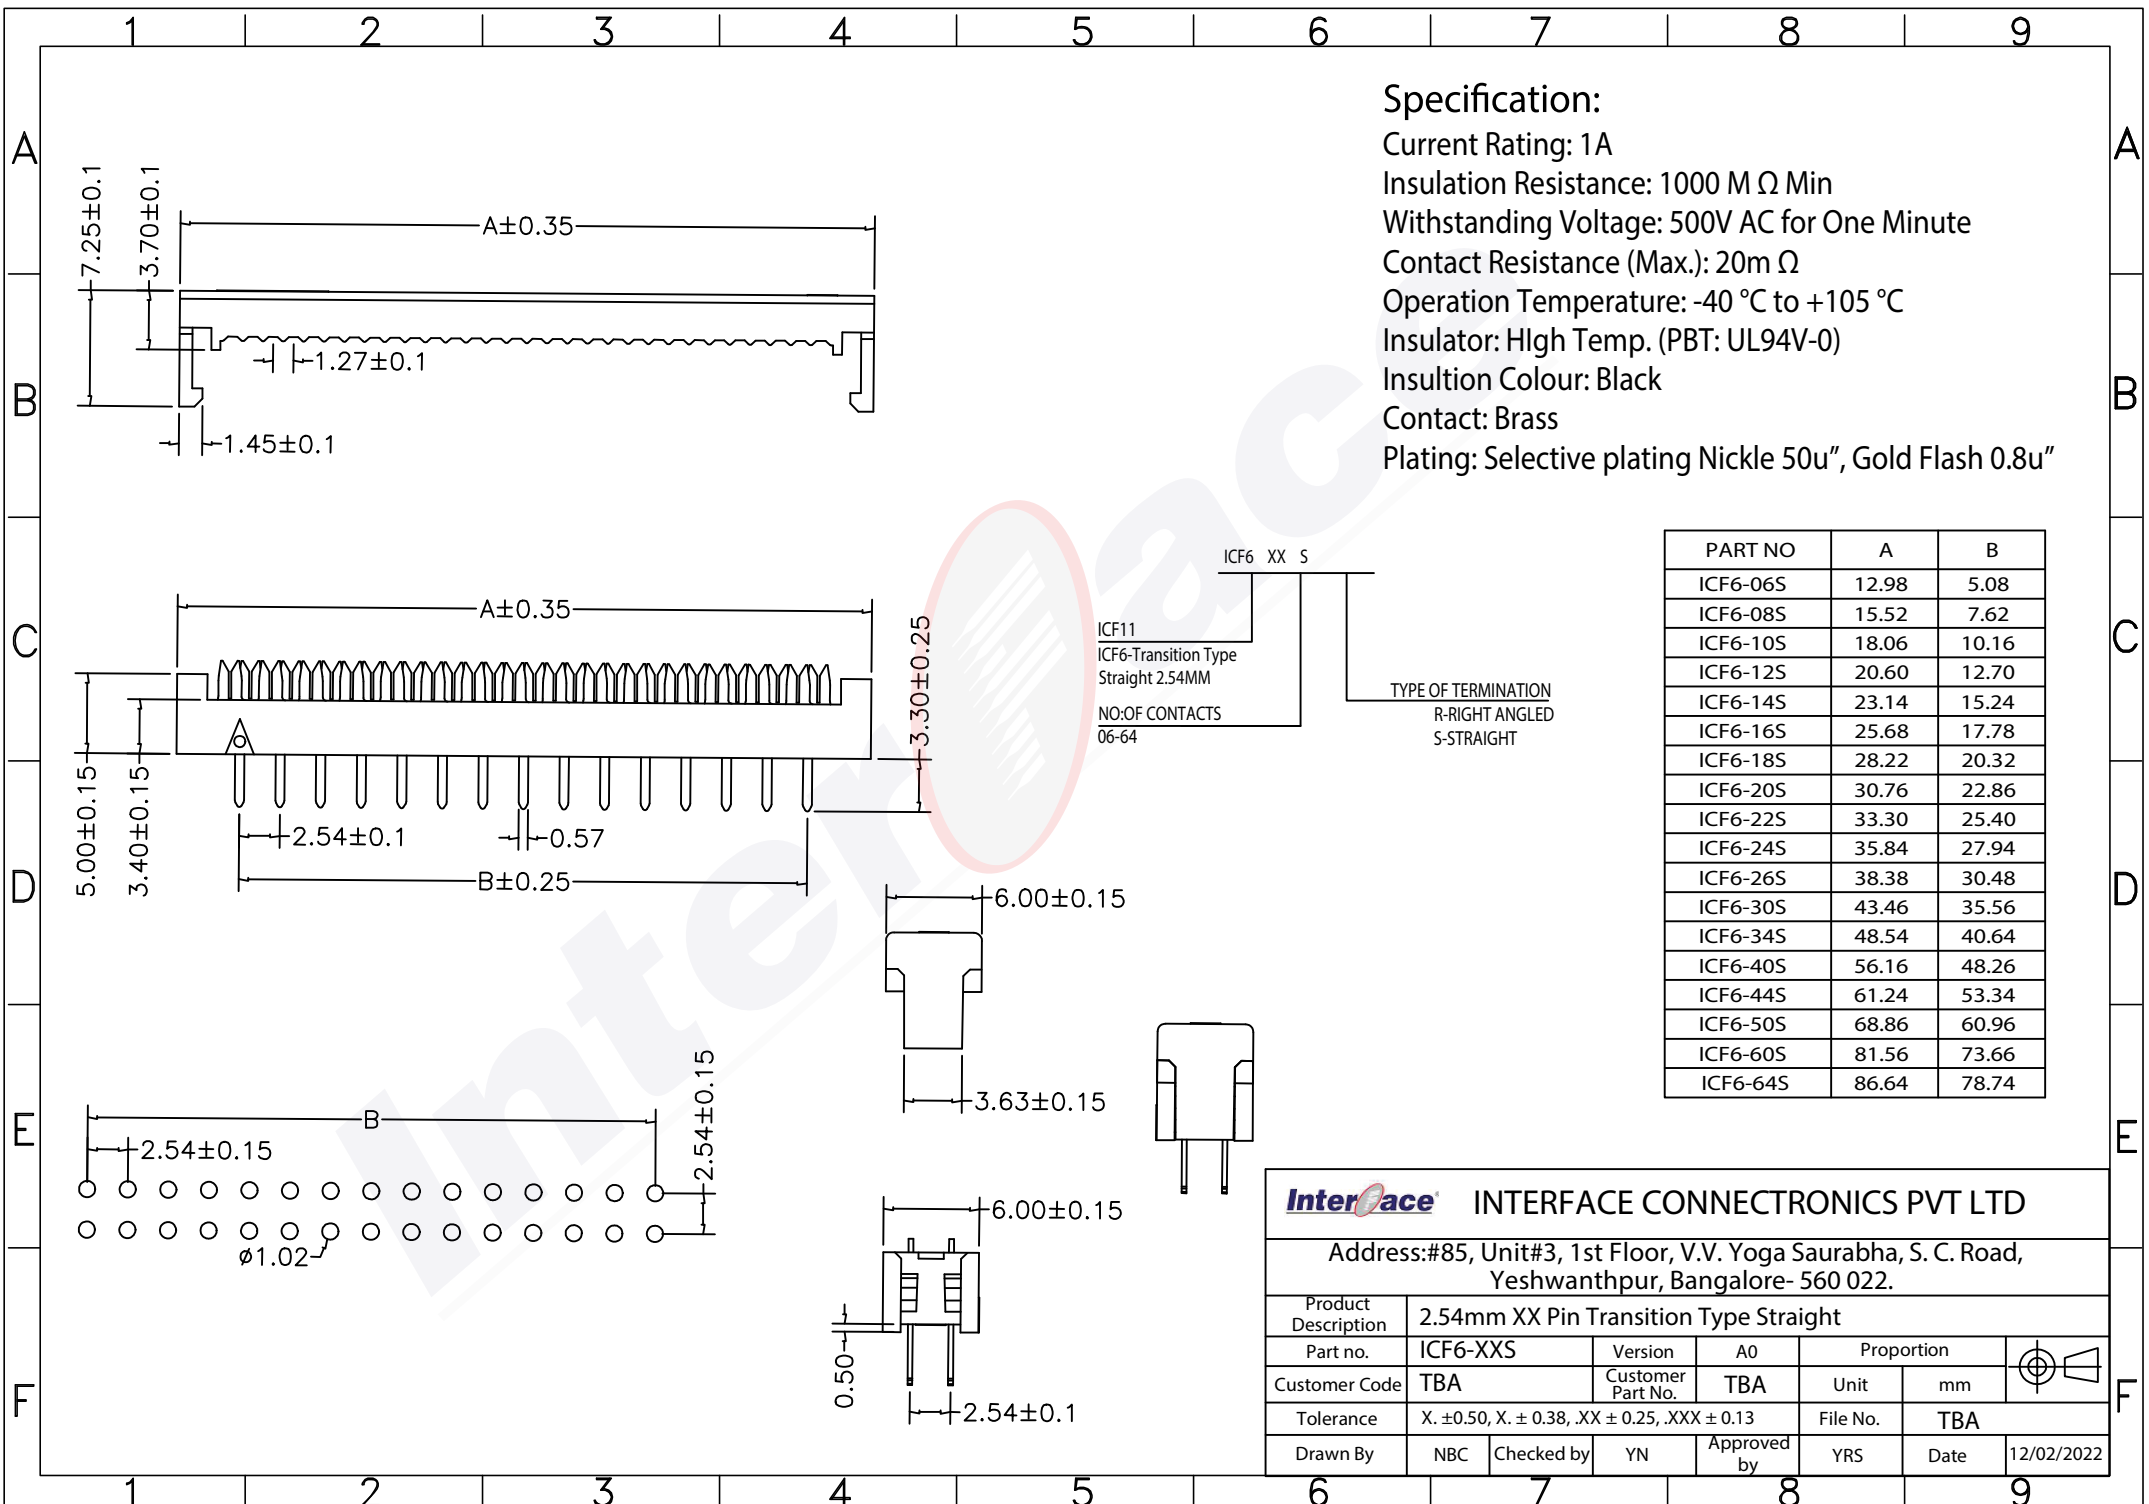 1 2 3 4 5 6 7 8 9
A A
B B
C C
D D
E E
F F
Specification:
Current Rating: 1A
Insulation Resistance: 1000 M Ω Min
Withstanding Voltage: 500V AC for One Minute
Contact Resistance (Max.): 20m Ω
Operation Temperature: -40 °C to +105 °C
Insulator: HIgh Temp. (PBT: UL94V-0)
Insultion Colour: Black
Contact: Brass
Plating: Selective plating Nickle 50u”, Gold Flash 0.8u”
7.25±0.1
3.70±0.1
A±0.35
1.27±0.1
1.45±0.1
A±0.35
3.30±0.25
5.00±0.15
3.40±0.15
2.54±0.1
0.57
B±0.25
ICF6 XX S
ICF11
ICF6-Transition Type
Straight 2.54MM
NO:OF CONTACTS
06-64
TYPE OF TERMINATION
R-RIGHT ANGLED
S-STRAIGHT
PART NO A B
ICF6-06S 12.98 5.08
ICF6-08S 15.52 7.62
ICF6-10S 18.06 10.16
ICF6-12S 20.60 12.70
ICF6-14S 23.14 15.24
ICF6-16S 25.68 17.78
ICF6-18S 28.22 20.32
ICF6-20S 30.76 22.86
ICF6-22S 33.30 25.40
ICF6-24S 35.84 27.94
ICF6-26S 38.38 30.48
ICF6-30S 43.46 35.56
ICF6-34S 48.54 40.64
ICF6-40S 56.16 48.26
ICF6-44S 61.24 53.34
ICF6-50S 68.86 60.96
ICF6-60S 81.56 73.66
ICF6-64S 86.64 78.74
6.00±0.15
3.63±0.15
B
2.54±0.15
2.54±0.15
ø1.02
6.00±0.15
0.50
2.54±0.1
Interface
Interface INTERFACE CONNECTRONICS PVT LTD
Address:#85, Unit#3, 1st Floor, V.V. Yoga Saurabha, S. C. Road,
Yeshwanthpur, Bangalore- 560 022.
Product Description 2.54mm XX Pin Transition Type Straight
Part no. ICF6-XXS Version A0 Proportion
Customer Code TBA Customer Part No. TBA Unit mm
Tolerance X. ±0.50, X. ± 0.38, .XX ± 0.25, .XXX ± 0.13 File No. TBA
Drawn By NBC Checked by YN Approved by YRS Date 12/02/2022
1 2 3 4 5 6 7 8 9